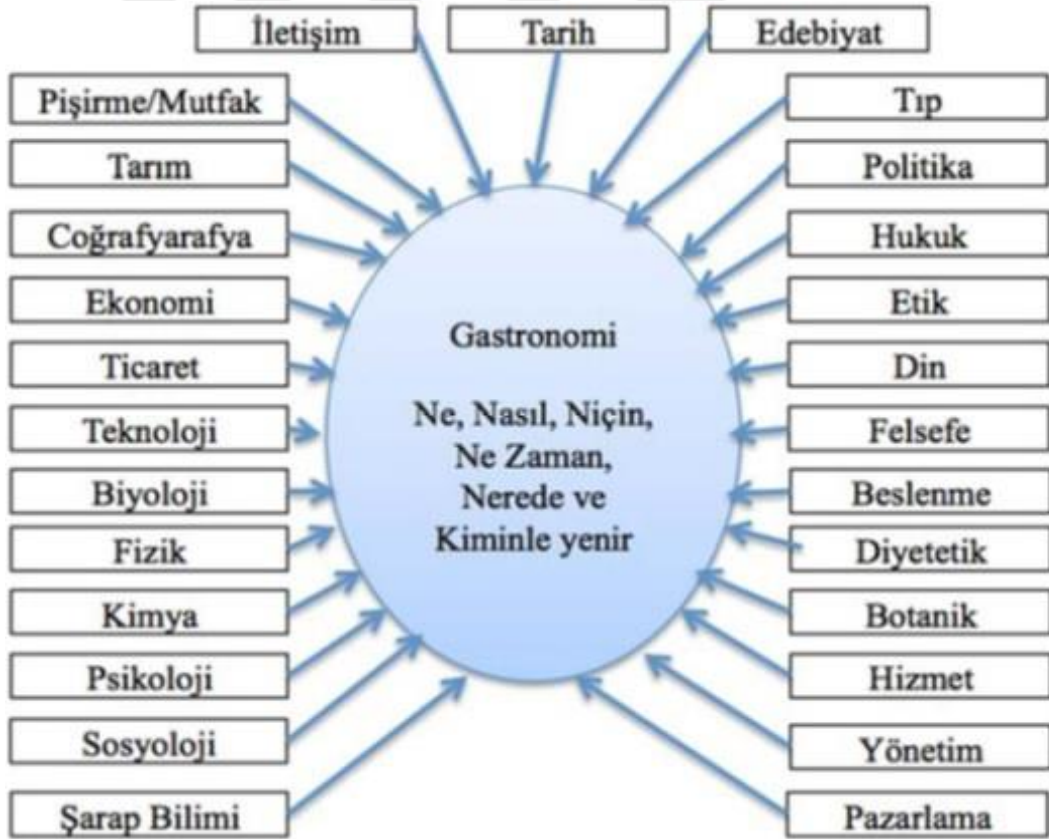 İletişim
Tarih
Edebiyat
Pişirme/Mutfak
Tarım
Coğrafyarafya
Ekonomi
Ticaret
Teknoloji
Biyoloji
Fizik
Kimya
Psikoloji
Sosyoloji
Şarap Bilimi
Gastronomi
Ne, Nasıl, Niçin,
Ne Zaman,
Nerede ve
Kiminle yenir
Tıp
Politika
Hukuk
Etik
Din
Felsefe
Beslenme
Diyetetik
Botanik
Hizmet
Yönetim
Pazarlama